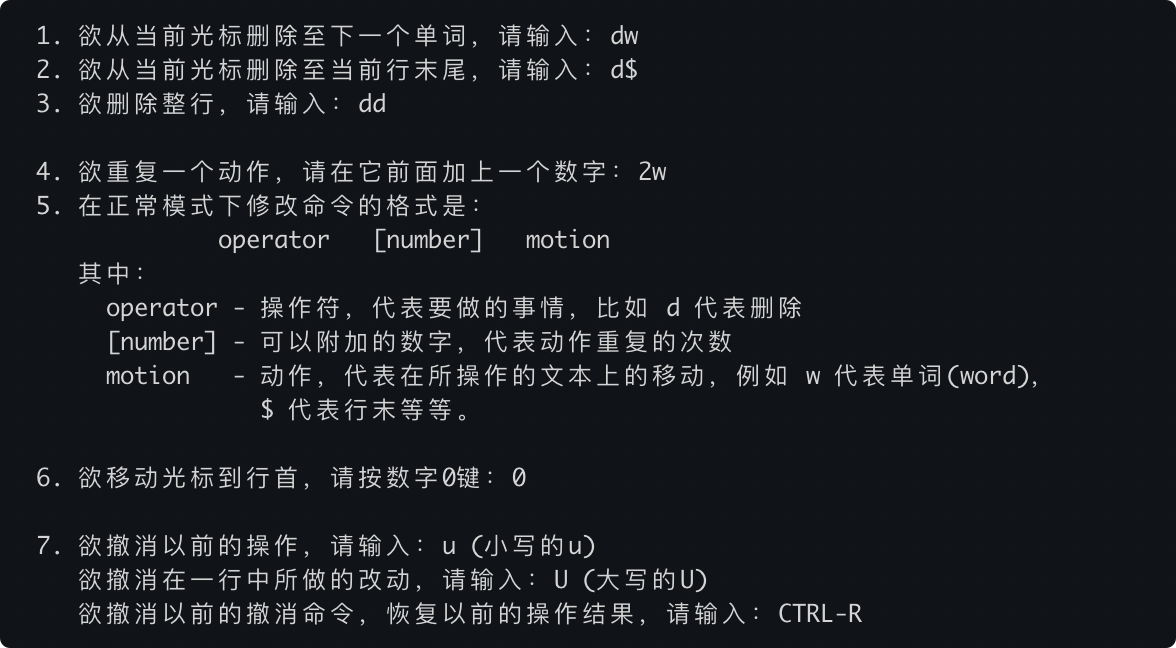 1. 欲从当前光标删除至下一个单词，请输入：dw
2. 欲从当前光标删除至当前行末尾，请输入：d$
3. 欲删除整行，请输入：dd
4. 欲重复一个动作，请在它前面加上一个数字：2w
5. 在正常模式下修改命令的格式是：
operator [number] motion
其中：
operator - 操作符，代表要做的事情，比如 d 代表删除
[number] - 可以附加的数字，代表动作重复的次数
motion - 动作，代表在所操作的文本上的移动，例如 w 代表单词(word)，
$ 代表行末等等。
6. 欲移动光标到行首，请按数字0键：0
7. 欲撤消以前的操作，请输入：u (小写的u)
欲撤消在一行中所做的改动，请输入：U (大写的U)
欲撤消以前的撤消命令，恢复以前的操作结果，请输入：CTRL-R